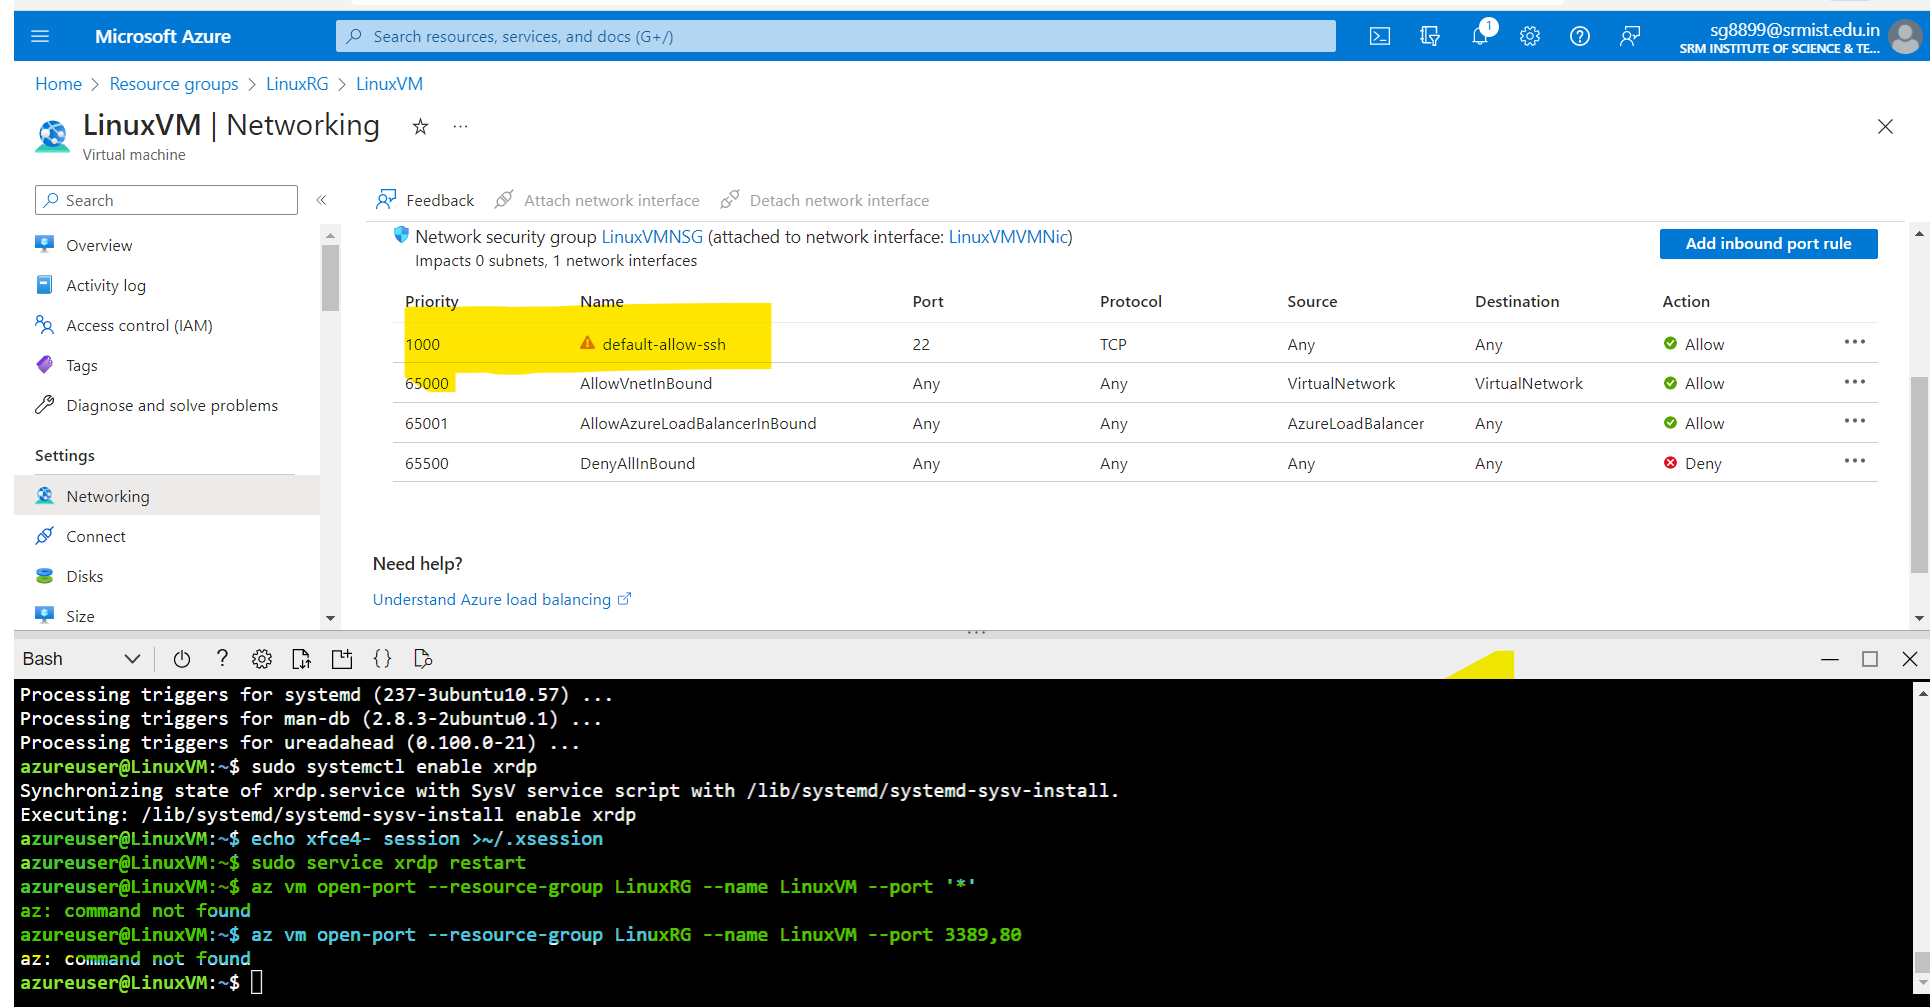 Microsoft Azure
Search resources, services, and docs (G+/)
1
sg8899@srmist.edu.in
SRM INSTITUTE OF SCIENCE & TE...
Home > Resource groups > LinuxRG > LinuxVM
LinuxVM | Networking
Virtual machine
Search
Feedback Attach network interface Detach network interface
Overview
Activity log
Access control (IAM)
Tags
Diagnose and solve problems
Settings
Networking
Connect
Disks
Size
Network security group LinuxVMNSG (attached to network interface: LinuxVMVMNic)
Impacts 0 subnets, 1 network interfaces
Add inbound port rule
Priority Name Port Protocol Source Destination Action
1000 default-allow-ssh 22 TCP Any Any Allow
65000 AllowVnetInBound Any Any VirtualNetwork VirtualNetwork Allow
65001 AllowAzureLoadBalancerInBound Any Any AzureLoadBalancer Any Allow
65500 DenyAllInBound Any Any Any Any Deny
Need help?
Understand Azure load balancing
Bash
Processing triggers for systemd (237-3ubuntu10.57) ...
Processing triggers for man-db (2.8.3-2ubuntu0.1) ...
Processing triggers for ureadahead (0.100.0-21) ...
azureuser@LinuxVM:~$ sudo systemctl enable xrdp
Synchronizing state of xrdp.service with SysV service script with /lib/systemd/systemd-sysv-install.
Executing: /lib/systemd/systemd-sysv-install enable xrdp
azureuser@LinuxVM:~$ echo xfce4- session >~/.xsession
azureuser@LinuxVM:~$ sudo service xrdp restart
azureuser@LinuxVM:~$ az vm open-port --resource-group LinuxRG --name LinuxVM --port '*'
az: command not found
azureuser@LinuxVM:~$ az vm open-port --resource-group LinuxRG --name LinuxVM --port 3389,80
az: command not found
azureuser@LinuxVM:~$